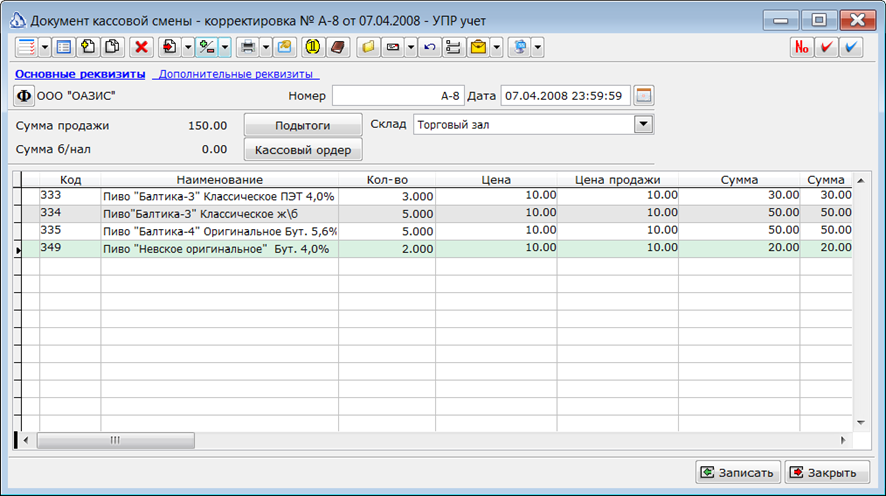 Документ кассовой смены - корректировка № А-8 от 07.04.2008 - УПР учет
№
Основные реквизиты Дополнительные реквизиты
Ф ООО "ОАЗИС" Номер А-8 Дата 07.04.2008 23:59:59
Сумма продажи 150.00 Подытоги Склад Торговый зал
Сумма б/нал 0.00 Кассовый ордер
Код Наименование Кол-во Цена Цена продажи Сумма Сумма
333 Пиво "Балтика-3" Классическое ПЭТ 4,0% 3.000 10.00 10.00 30.00 30.00
334 Пиво"Балтика-3" Классическое ж\б 5.000 10.00 10.00 50.00 50.00
335 Пиво "Балтика-4" Оригинальное Бут. 5,6% 5.000 10.00 10.00 50.00 50.00
349 Пиво "Невское оригинальное" Бут. 4,0% 2.000 10.00 10.00 20.00 20.00
Записать Закрыть